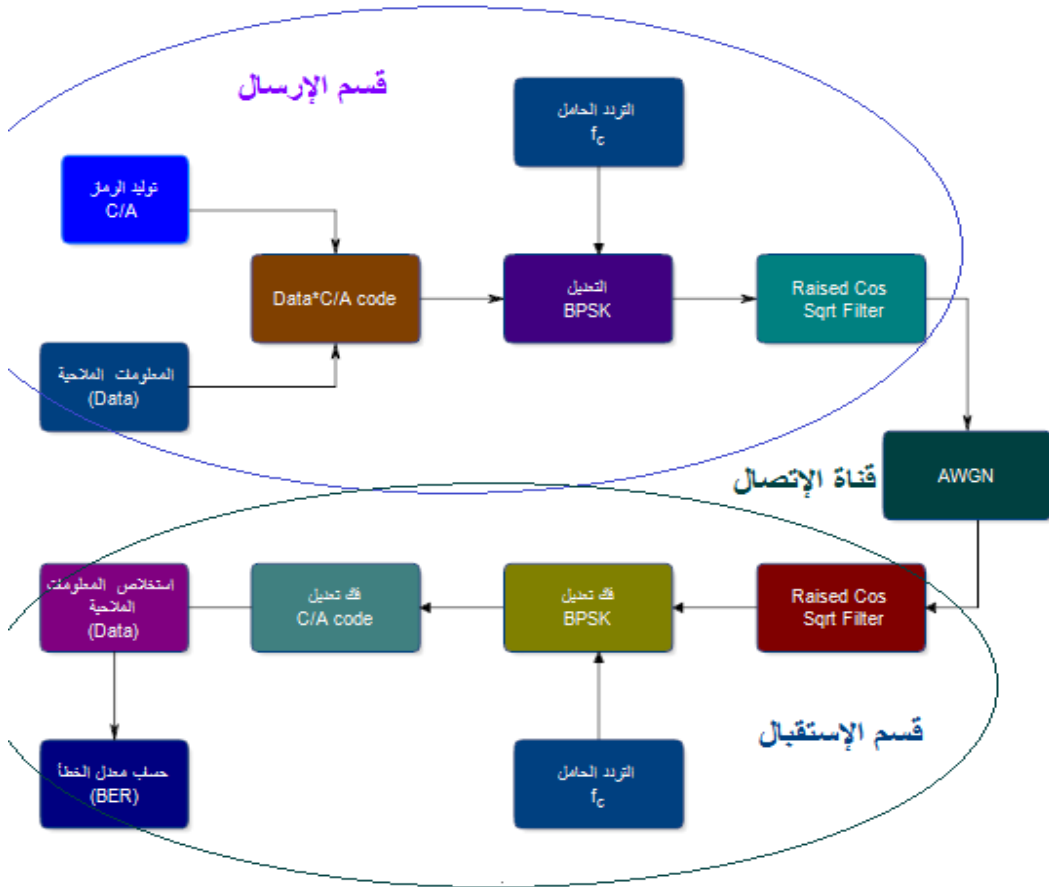 قسم الإرسال
التردد الحامل
fc
توليد الرماز
C/A
Data*C/A code
التعديل
BPSK
Raised Cos
Sqrt Filter
المعلومات الملاحية
(Data)
قناة الإتصال
AWGN
استخلاص المعلومات
الملاحية
(Data)
فك تعديل
C/A code
فك تعديل
BPSK
Raised Cos
Sqrt Filter
قسم الإستقبال
حساب معدل الخطأ
(BER)
التردد الحامل
fc